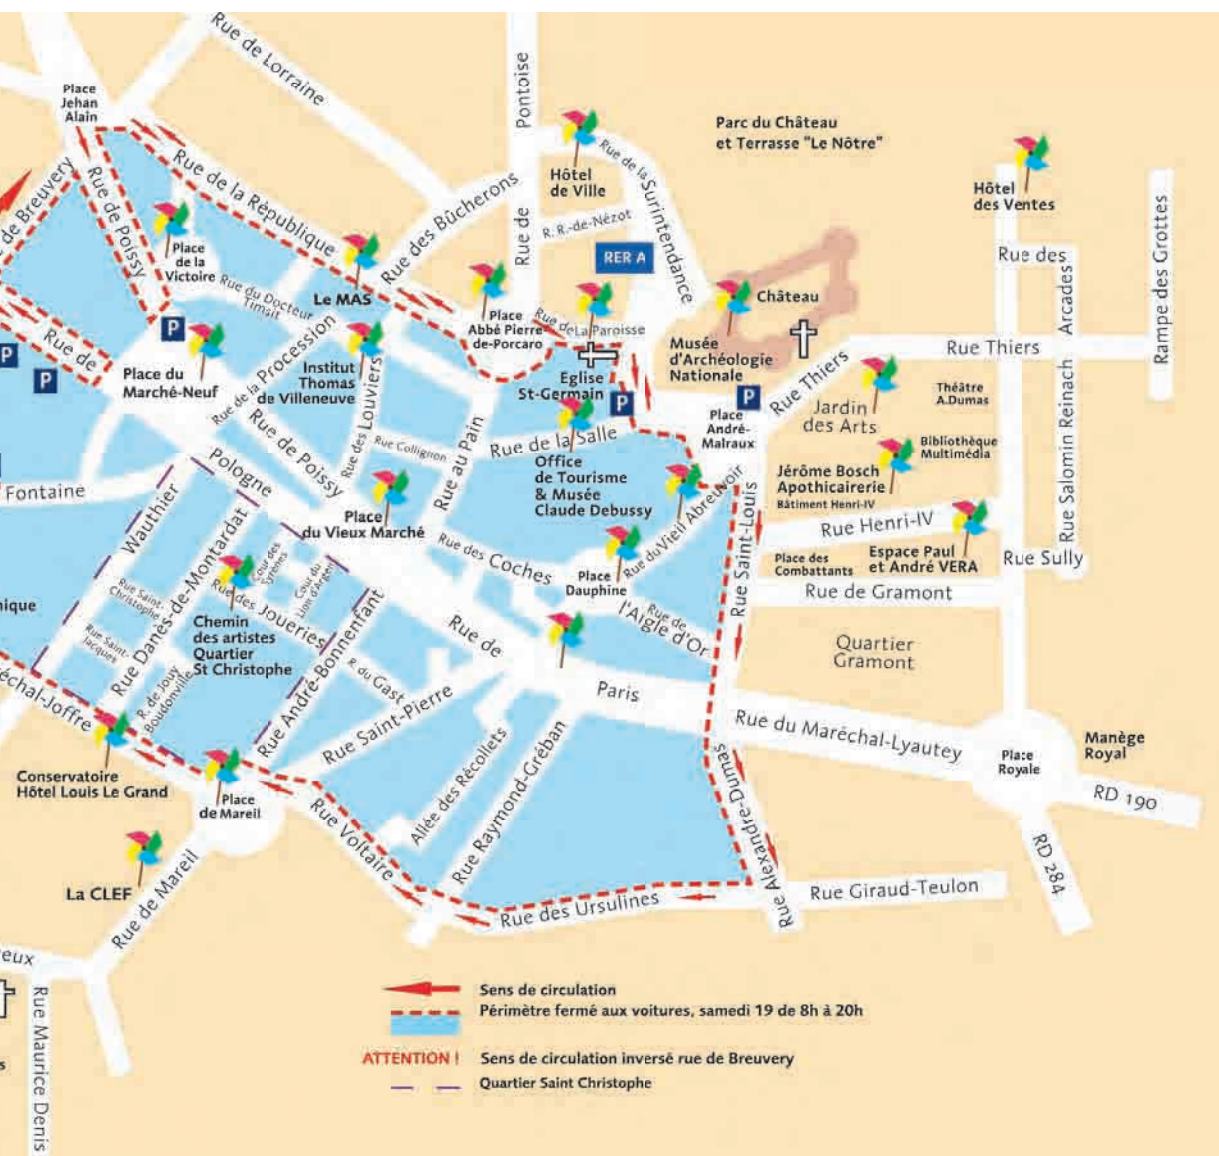 Rue de Lorraine
Place
Jehan
Alain
Pontoise
Parc du Château
et Terrasse "Le Nôtre"
Hôtel
de Ville
Rue de la Surintendance
Hôtel
des Ventes
Rampe des Grottes
de Breuvery
Rue de Poissy
Rue de la République
Rue des Bûcherons
Rue de
R. R.-de-Nézot
RER A
Place
de la
Victoire
Rue du Docteur
Timait
Le MAS
Château
Rue des
Arcades
Place
Abbé Pierre-
de-Porcaro
Rue de La Paroisse
Musée
d'Archéologie
Nationale
Rue Thiers
Rue Thiers
P
P
P
Rue de
Place du
Marché-Neuf
Rue de la Procession
Institut
Thomas
de Villeneuve
Eglise
St-Germain
P
P
Place
André-
Malraux
Jardin
des Arts
Théâtre
A.Dumas
Rue Salomin Reinach
Rue de Poissy
Rue des Louviers
Rue Collignon
Rue au Pain
Rue de la Salle
Office
de Tourisme
& Musée
Claude Debussy
Bibliothèque
Multimédia
Jérôme Bosch
Apothicairerie
Bâtiment Henri-IV
Fontaine
Pologne
Wauthier
Place
du Vieux Marché
Rue du Vieil Abreuvoir
Rue Saint-Louis
Rue Henri-IV
Rue des Coches
Place
Dauphine
Place des
Combattants
Espace Paul
et André VERA
Rue Sully
Rue de Gramont
nique
Rue Saint-
Christophe
Rue Danès-de-Montardat
Cour des
Syrènes
Cour du
Lion d'Argent
Rue des Joueries
Chemin
des artistes
Quartier
St Christophe
Rue Saint-
Jacques
R. de Jouy
Boudonville
Rue André-Bonnenfant
Rue de
l'Aigle d'Or
Rue de
Paris
Quartier
Gramont
R. du Gast
Rue Saint-Pierre
échal-Joffre
Rue du Maréchal-Lyautey
Place
Royale
Manège
Royal
RD 190
RD 284
Conservatoire
Hôtel Louis Le Grand
Place
de Mareil
Rue Voltaire
Allée des Récollets
Rue Raymond-Gréban
Rue Alexandre-Dumas
La CLEF
Rue de Mareil
Rue des Ursulines
Rue Giraud-Teulon
eux
Rue Maurice Denis
s
Sens de circulation
Périmètre fermé aux voitures, samedi 19 de 8h à 20h
ATTENTION ! Sens de circulation inversé rue de Breuvery
Quartier Saint Christophe